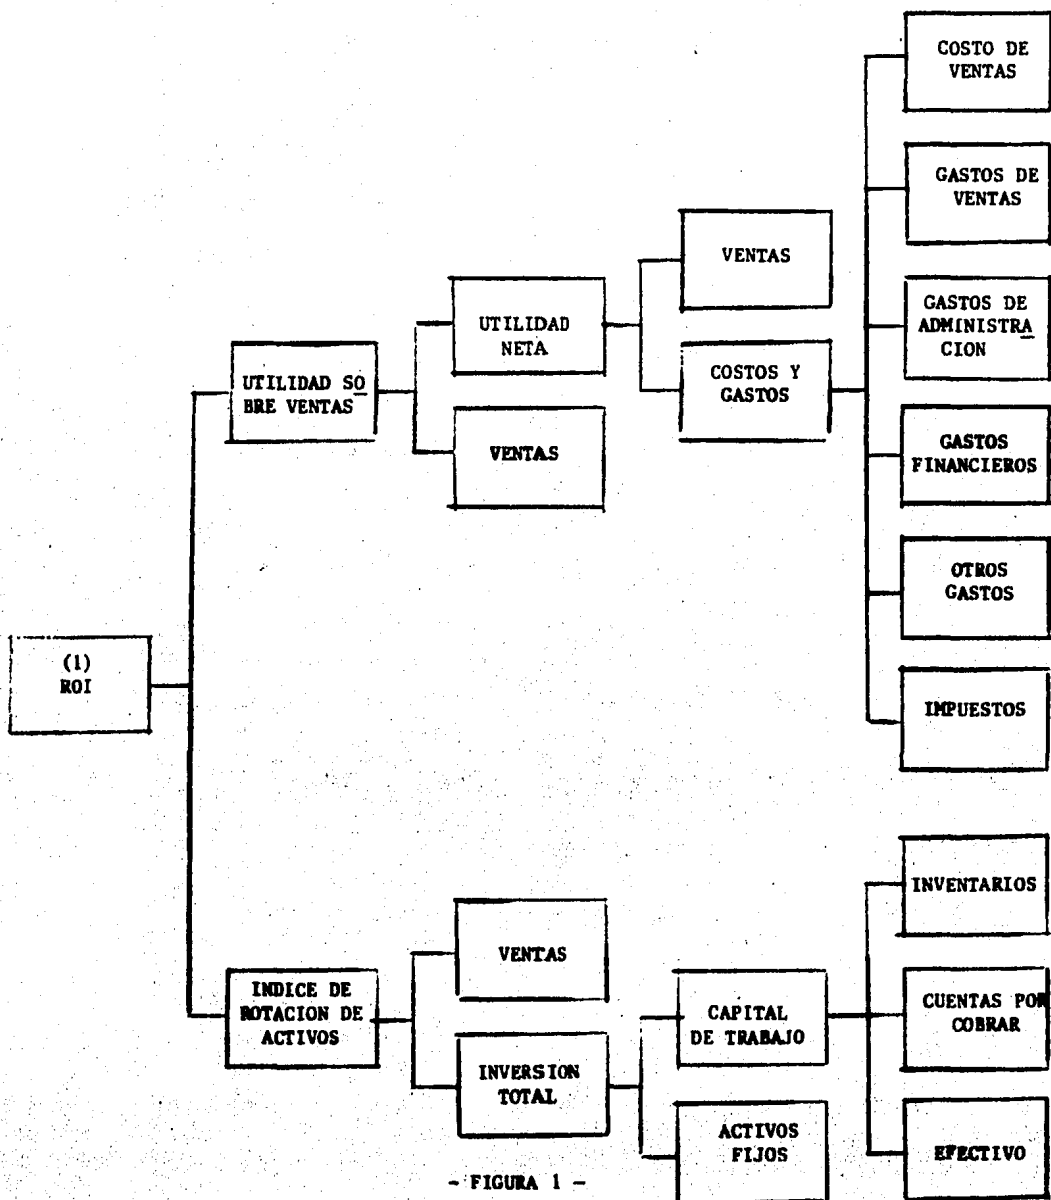 COSTO DE
VENTAS
GASTOS DE
VENTAS
VENTAS
GASTOS DE
ADMINISTRA
CION
UTILIDAD
NETA
COSTOS Y
GASTOS
UTILIDAD SO
BRE VENTAS
VENTAS
GASTOS
FINANCIEROS
OTROS
GASTOS
(1)
ROI
IMPUESTOS
INVENTARIOS
VENTAS
INDICE DE
ROTACION DE
ACTIVOS
CAPITAL
DE TRABAJO
CUENTAS POR
COBRAR
INVERSION
TOTAL
ACTIVOS
FIJOS
EFECTIVO
- FIGURA 1 -